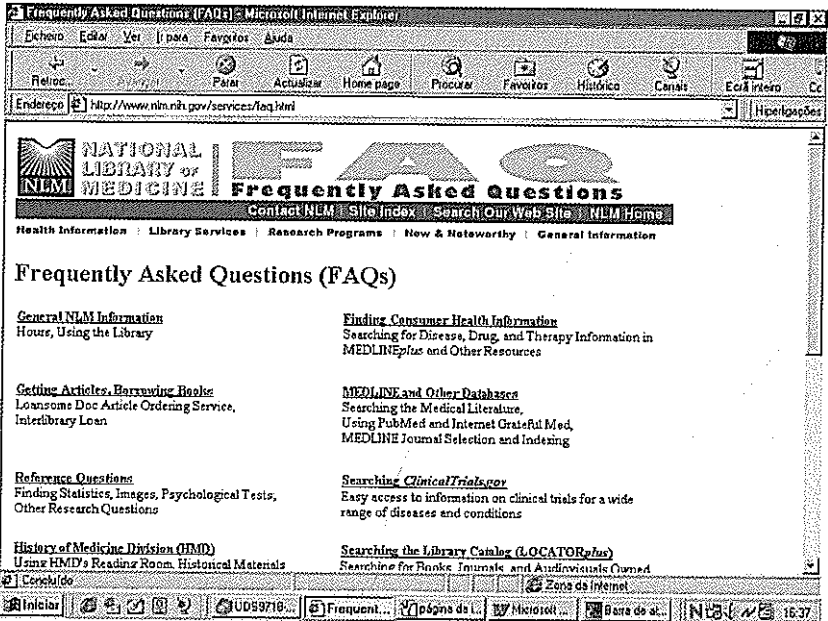 Frequently Asked Questions (FAQs) - Microsoft Internet Explorer
Ficheiro Editar Ver Ir para Favoritos Ajuda
Retroc... Avançar Parar Actualizar Home page Procurar Favoritos Histórico Canais Ecrã inteiro Co
Endereço http://www.nlm.nih.gov/services/faq.html Hiperligações
NATIONAL LIBRARY OF MEDICINE
NLM
FAQ
Frequently Asked Questions
Contact NLM | Site Index | Search Our Web Site | NLM Home
Health Information | Library Services | Research Programs | New & Noteworthy | General Information
Frequently Asked Questions (FAQs)
General NLM Information
Hours, Using the Library
Finding Consumer Health Information
Searching for Disease, Drug, and Therapy Information in
MEDLINEplus and Other Resources
Getting Articles, Borrowing Books
Loansome Doc Article Ordering Service,
Interlibrary Loan
MEDLINE and Other Databases
Searching the Medical Literature,
Using PubMed and Internet Grateful Med,
MEDLINE Journal Selection and Indexing
Reference Questions
Finding Statistics, Images, Psychological Tests,
Other Research Questions
Searching ClinicalTrials.gov
Easy access to information on clinical trials for a wide
range of diseases and conditions
History of Medicine Division (HMD)
Using HMD's Reading Room, Historical Materials
Searching the Library Catalog (LOCATORplus)
Searching for Books, Journals, and Audiovisuals Owned
Concluído Zona da Internet
Iniciar UDS9718-... Frequent... página da i... Microsoft ... Barra de at... 16:37